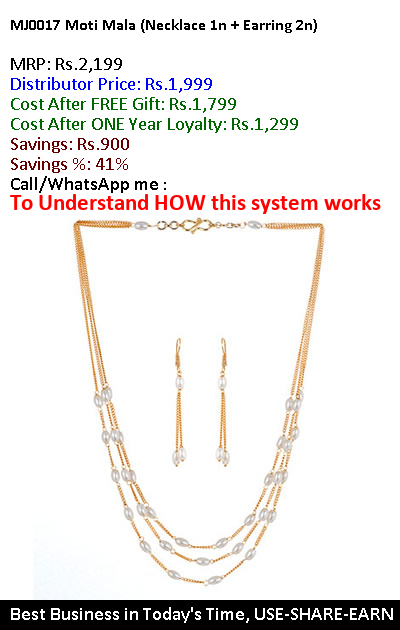 MJ0017 Moti Mala (Necklace 1n + Earring 2n)
MRP: Rs.2,199
Distributor Price: Rs.1,999
Cost After FREE Gift: Rs.1,799
Cost After ONE Year Loyalty: Rs.1,299
Savings: Rs.900
Savings %: 41%
Call/WhatsApp me :
To Understand HOW this system works
Best Business in Today's Time, USE-SHARE-EARN